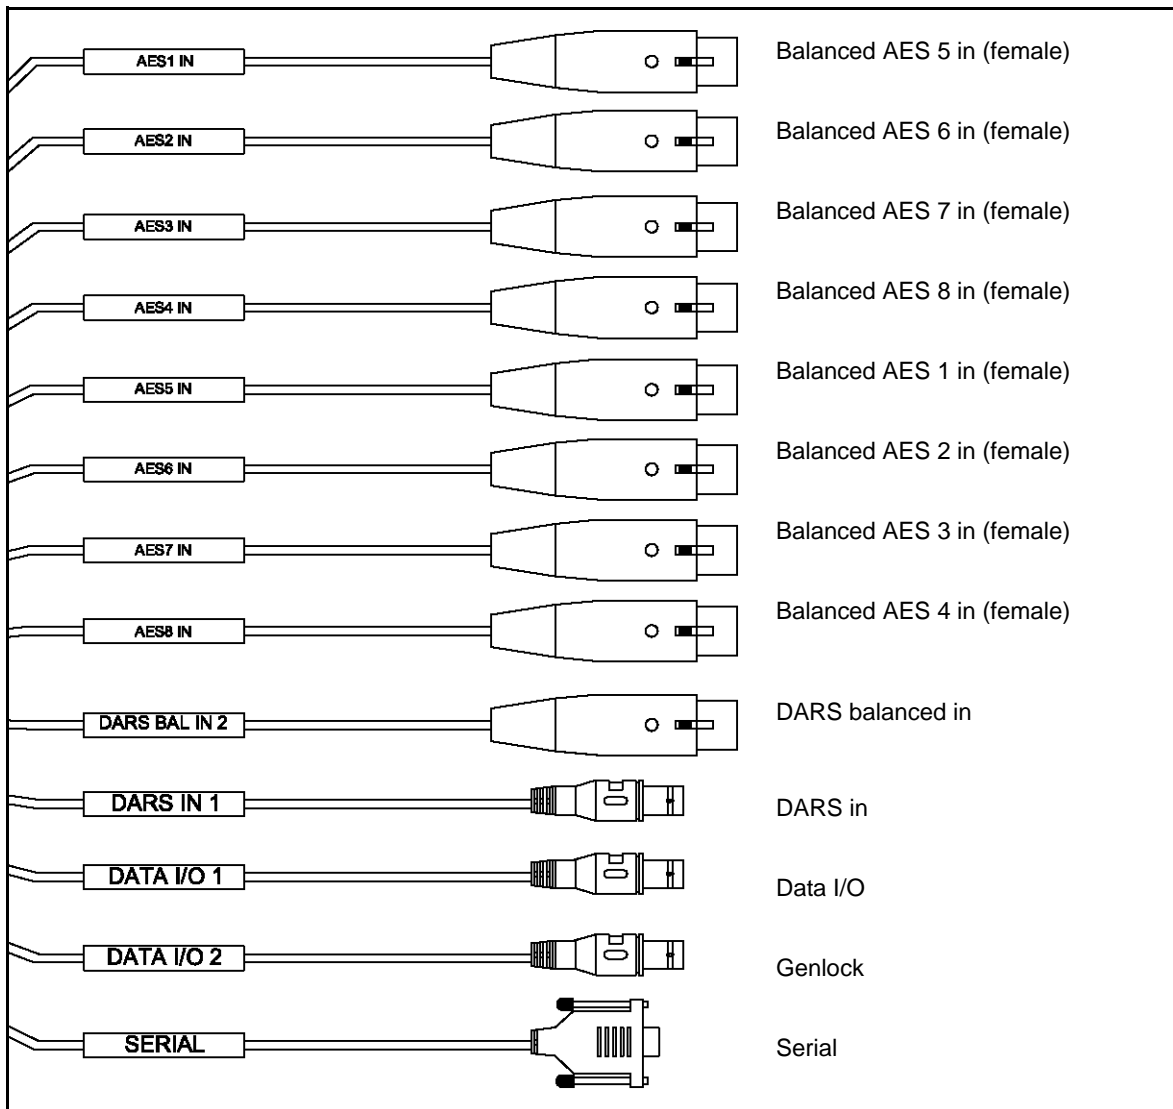 AES1 IN Balanced AES 5 in (female)
AES2 IN Balanced AES 6 in (female)
AES3 IN Balanced AES 7 in (female)
AES4 IN Balanced AES 8 in (female)
AES5 IN Balanced AES 1 in (female)
AES6 IN Balanced AES 2 in (female)
AES7 IN Balanced AES 3 in (female)
AES8 IN Balanced AES 4 in (female)
DARS BAL IN 2 DARS balanced in
DARS IN 1 DARS in
DATA I/O 1 Data I/O
DATA I/O 2 Genlock
SERIAL Serial